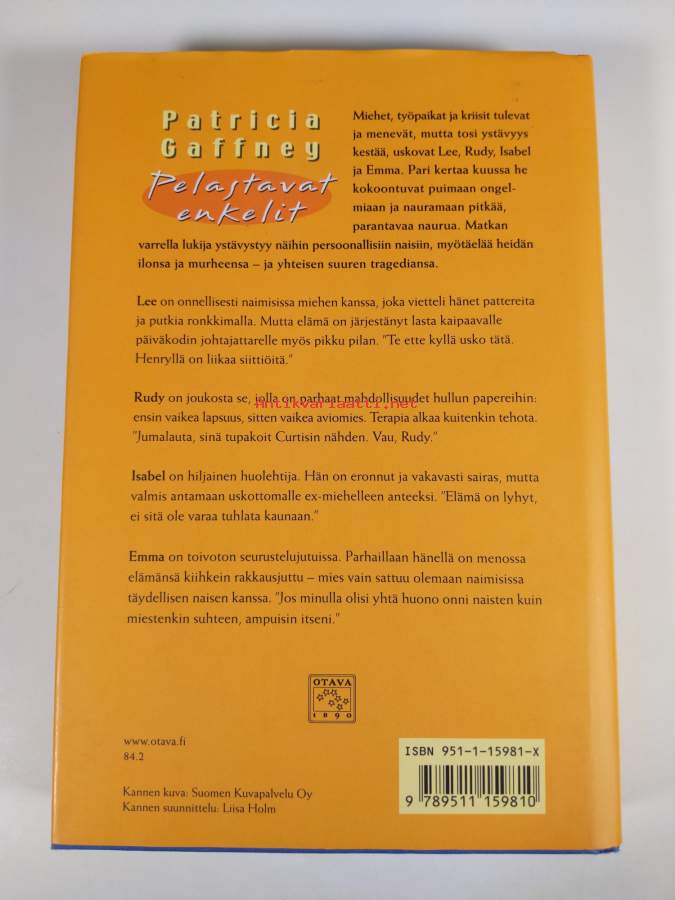 Patricia
Gaffney
Pelastavat
enkelit
Miehet, työpaikat ja kriisit tulevat
ja menevät, mutta tosi ystävyys
kestää, uskovat Lee, Rudy, Isabel
ja Emma. Pari kertaa kuussa he
kokoontuvat puimaan ongel-
miaan ja nauramaan pitkää,
parantavaa naurua. Matkan
varrella lukija ystävystyy näihin persoonallisiin naisiin, myötäelää heidän
ilonsa ja murheensa – ja yhteisen suuren tragediansa.
Lee on onnellisesti naimisissa miehen kanssa, joka vietteli hänet pattereita
ja putkia ronkkimalla. Mutta elämä on järjestänyt lasta kaipaavalle
päiväkodin johtajattarelle myös pikku pilan. "Te ette kyllä usko tätä.
Henryllä on liikaa siittiöitä."
Rudy on joukosta se, jolla on parhaat mahdollisuudet hullun papereihin:
Antikvariaatti.net
ensin vaikea lapsuus, sitten vaikea aviomies. Terapia alkaa kuitenkin tehota.
"Jumalauta, sinä tupakoit Curtisin nähden. Vau, Rudy."
Isabel on hiljainen huolehtija. Hän on eronnut ja vakavasti sairas, mutta
valmis antamaan uskottomalle ex-miehelleen anteeksi. "Elämä on lyhyt,
ei sitä ole varaa tuhlata kaunaan."
Emma on toivoton seurustelujutuissa. Parhaillaan hänellä on menossa
elämänsä kiihkein rakkausjuttu – mies vain sattuu olemaan naimisissa
täydellisen naisen kanssa. "Jos minulla olisi yhtä huono onni naisten kuin
miestenkin suhteen, ampuisin itseni."
OTAVA
1890
www.otava.fi
84.2
Kannen kuva: Suomen Kuvapalvelu Oy
Kannen suunnittelu: Liisa Holm
ISBN 951-1-15981-X
9 789511 159810